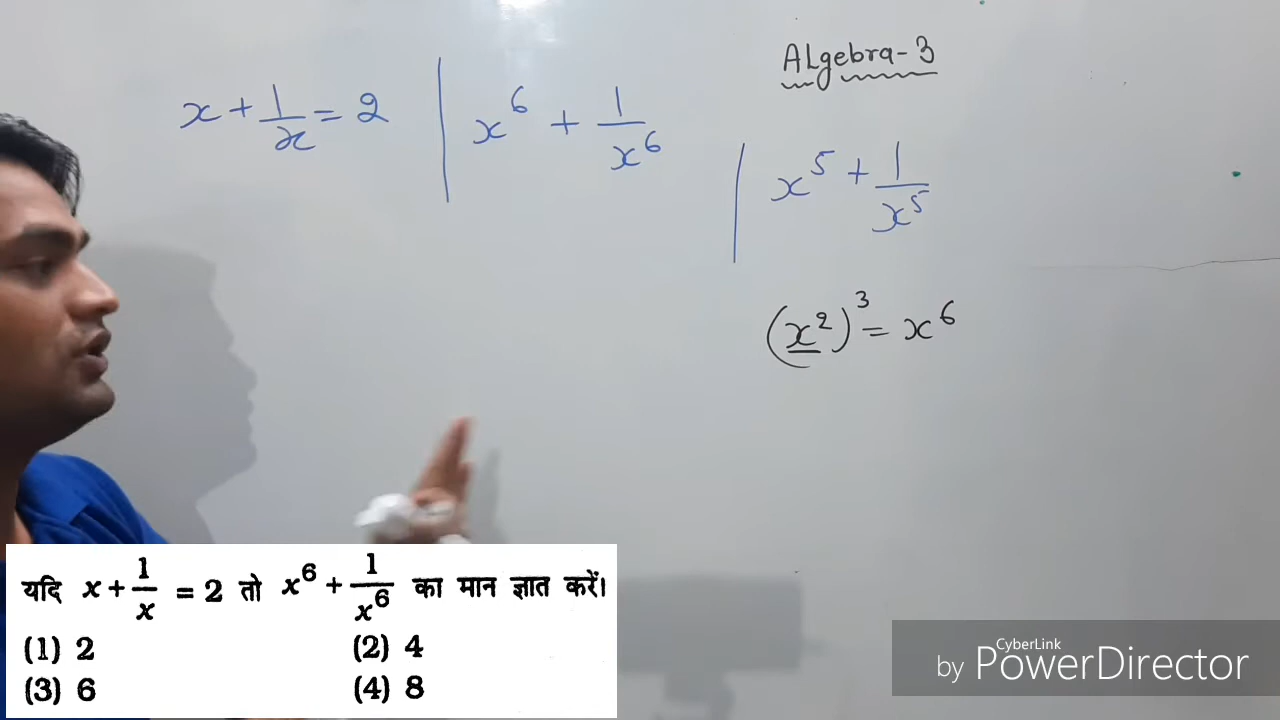 ALgebra-3
x + 1/x = 2 | x⁶ + 1/x⁶
| x⁵ + 1/x⁵
(x²)³ = x⁶
यदि x + 1/x = 2 तो x⁶ + 1/x⁶ का मान ज्ञात करें।
(1) 2 (2) 4
(3) 6 (4) 8
CyberLink
by PowerDirector